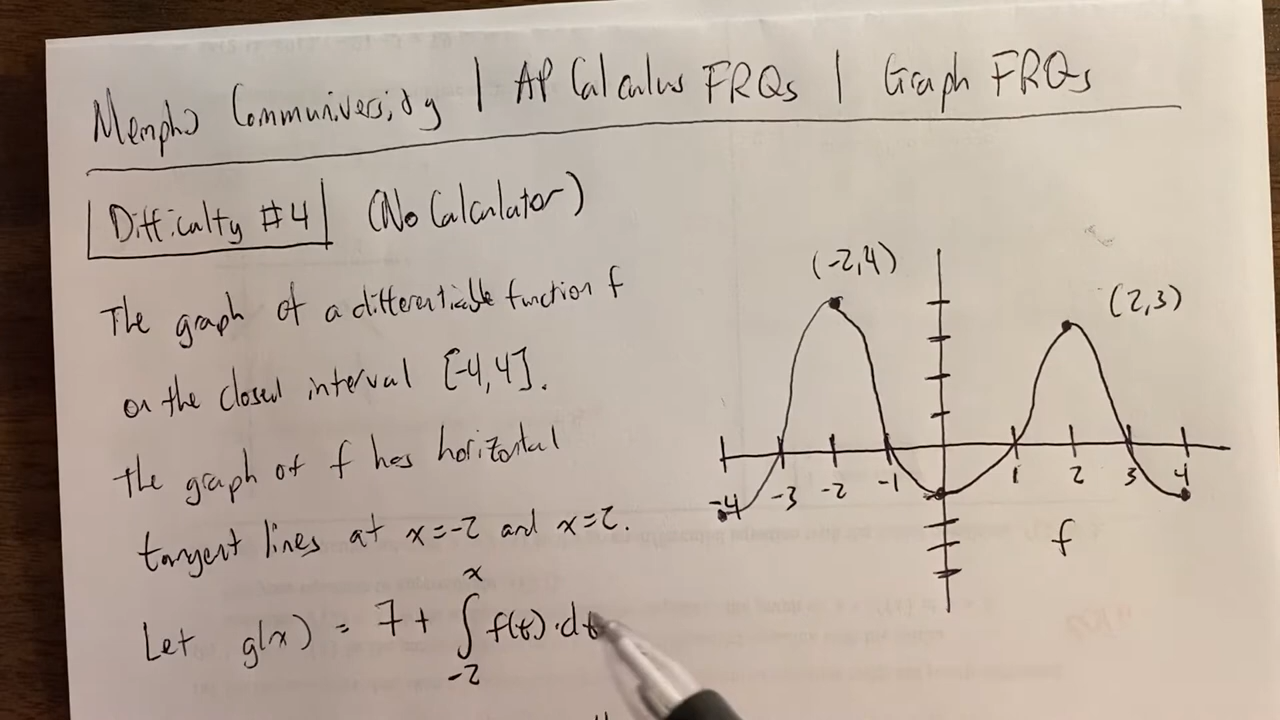 Mempho Communiversidy | AP Calculus FRQs | Graph FRQs
Difficulty #4 (No Calculator)
The graph of a differentiable function f
on the closed interval [-4,4].
the graph of f has horizontal
tangent lines at x=-2 and x=2.
Let g(x) = 7 + ∫_{-2}^{x} f(t)·dt
(-2,4)
(2,3)
-4 -3 -2 -1 1 2 3 4
f